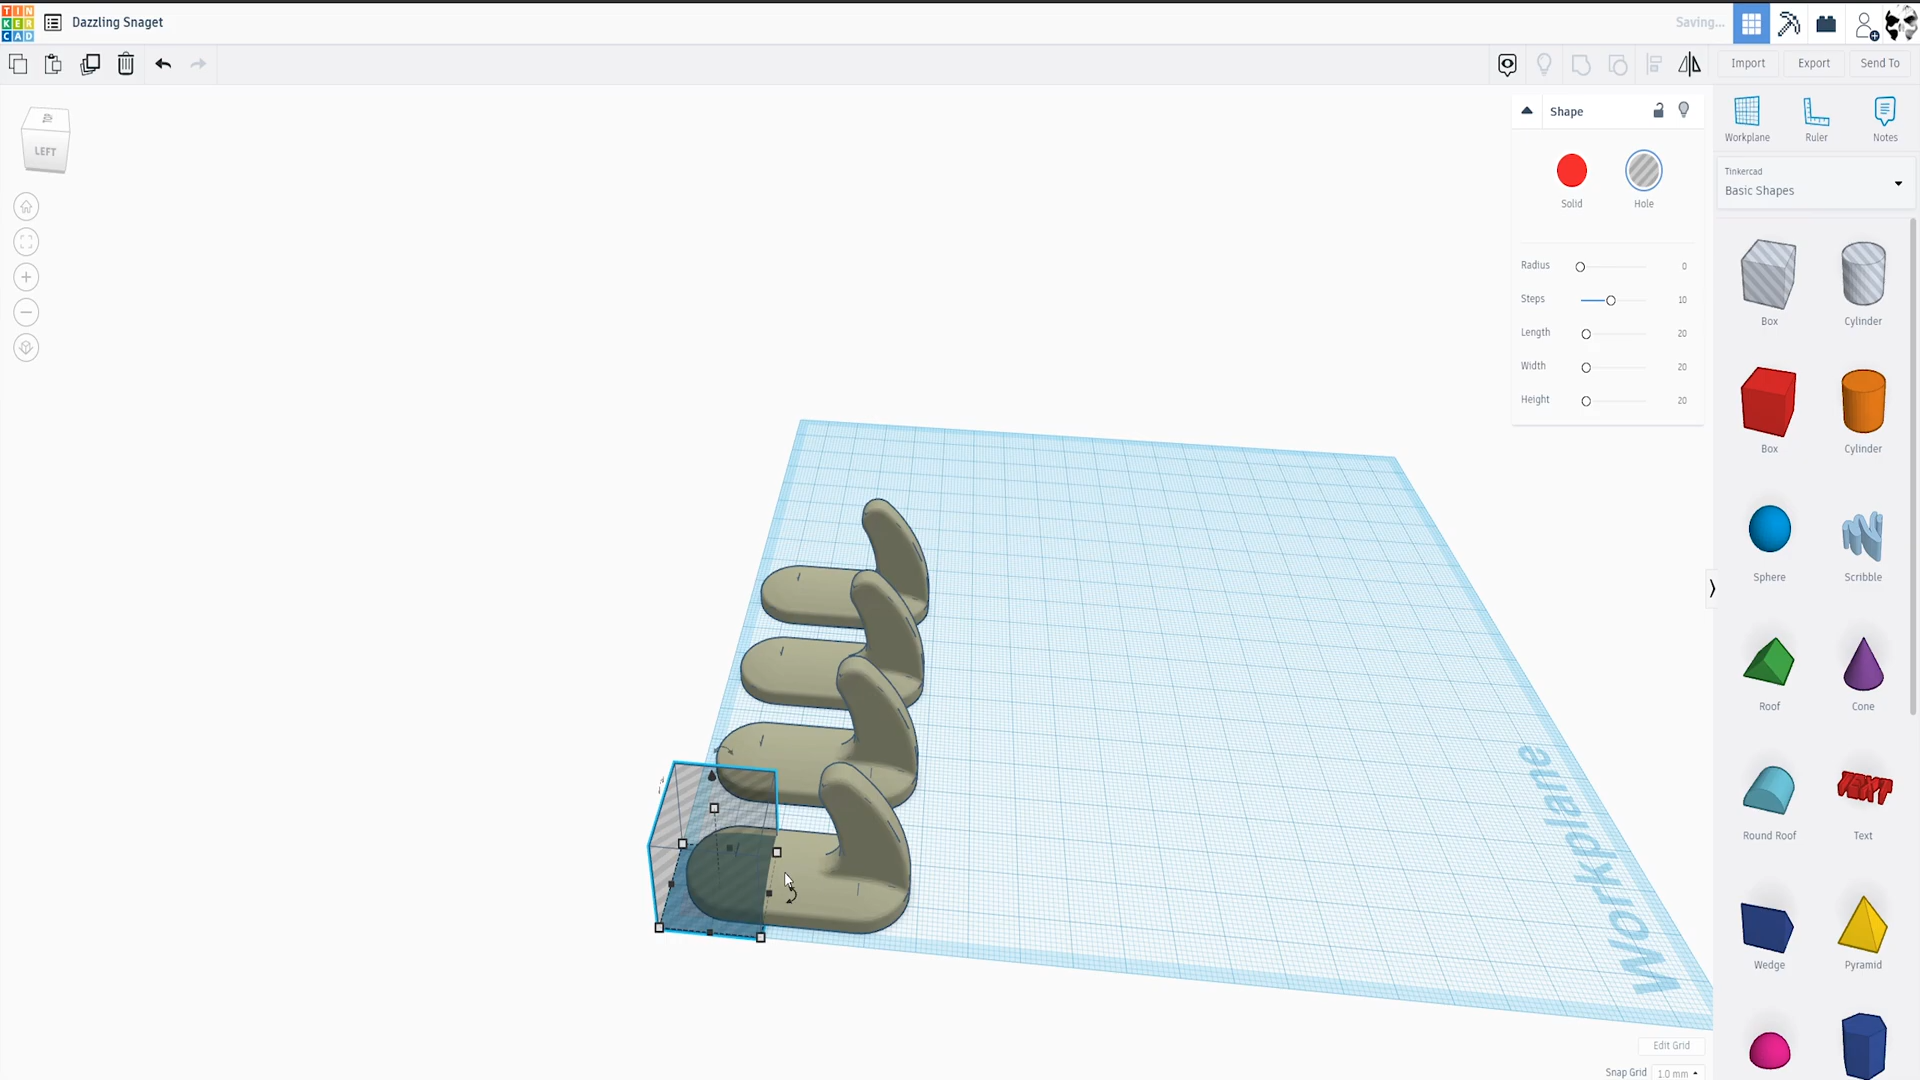 TIN
KER
CAD
Dazzling Snaget
Saving...
Import
Export
Send To
LEFT
Shape
Solid
Hole
Radius
0
Steps
10
Length
20
Width
20
Height
20
Workplane
Ruler
Notes
Tinkercad
Basic Shapes
Box
Cylinder
Box
Cylinder
Sphere
Scribble
Roof
Cone
TEXT
Round Roof
Text
Wedge
Pyramid
Workplane
Edit Grid
Snap Grid
1.0 mm